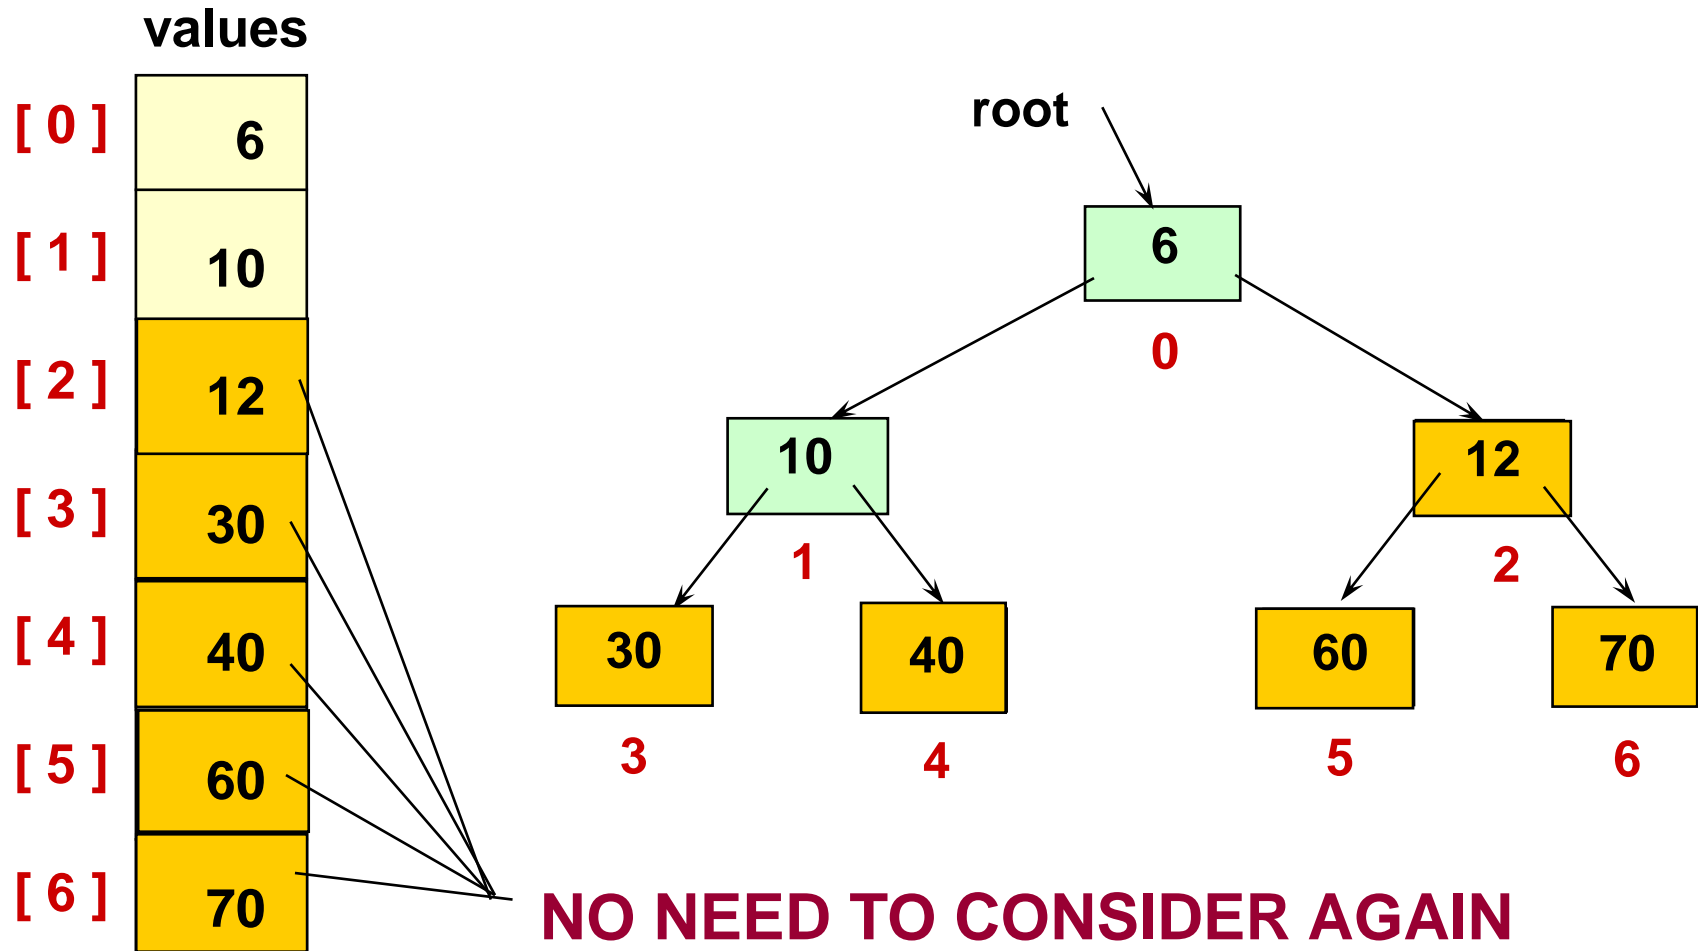 values
[ 0 ] 6
[ 1 ] 10
[ 2 ] 12
[ 3 ] 30
[ 4 ] 40
[ 5 ] 60
[ 6 ] 70
root
6
0
10 12
1 2
30 40 60 70
3 4 5 6
NO NEED TO CONSIDER AGAIN